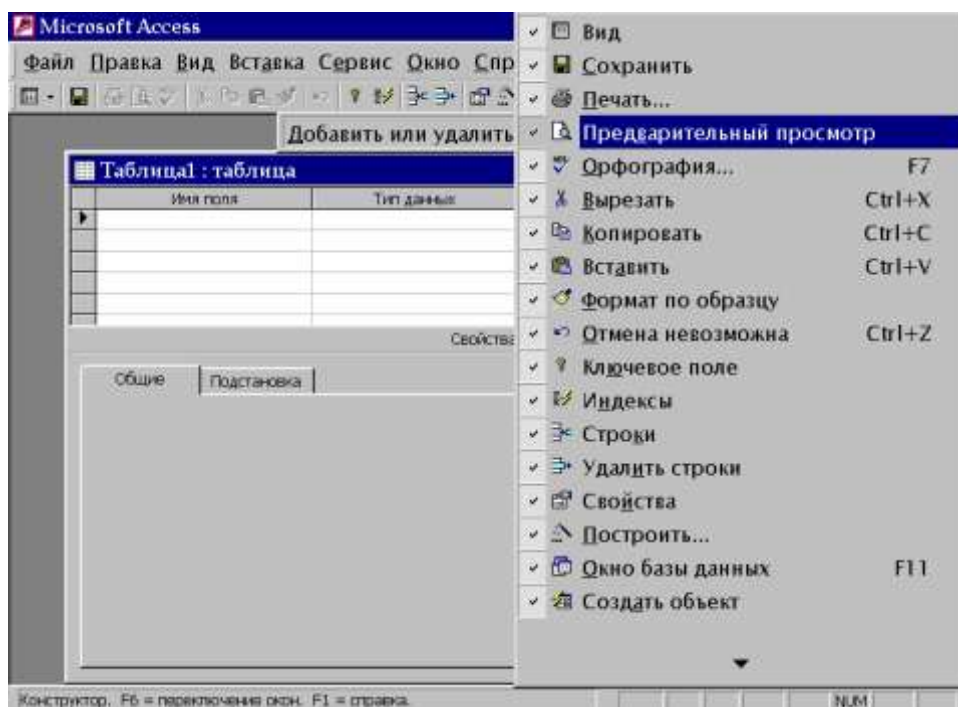 Microsoft Access
Файл Правка Вид Вставка Сервис Окно Спр
Добавить или удалить
Таблица1 : таблица
Имя поля Тип данных
Свойства
Общие Подстановка
Вид
Сохранить
Печать...
Предварительный просмотр
Орфография... F7
Вырезать Ctrl+X
Копировать Ctrl+C
Вставить Ctrl+V
Формат по образцу
Отмена невозможна Ctrl+Z
Ключевое поле
Индексы
Строки
Удалить строки
Свойства
Построить...
Окно базы данных F11
Создать объект
Конструктор. F6 = переключение окон. F1 = справка. NUM